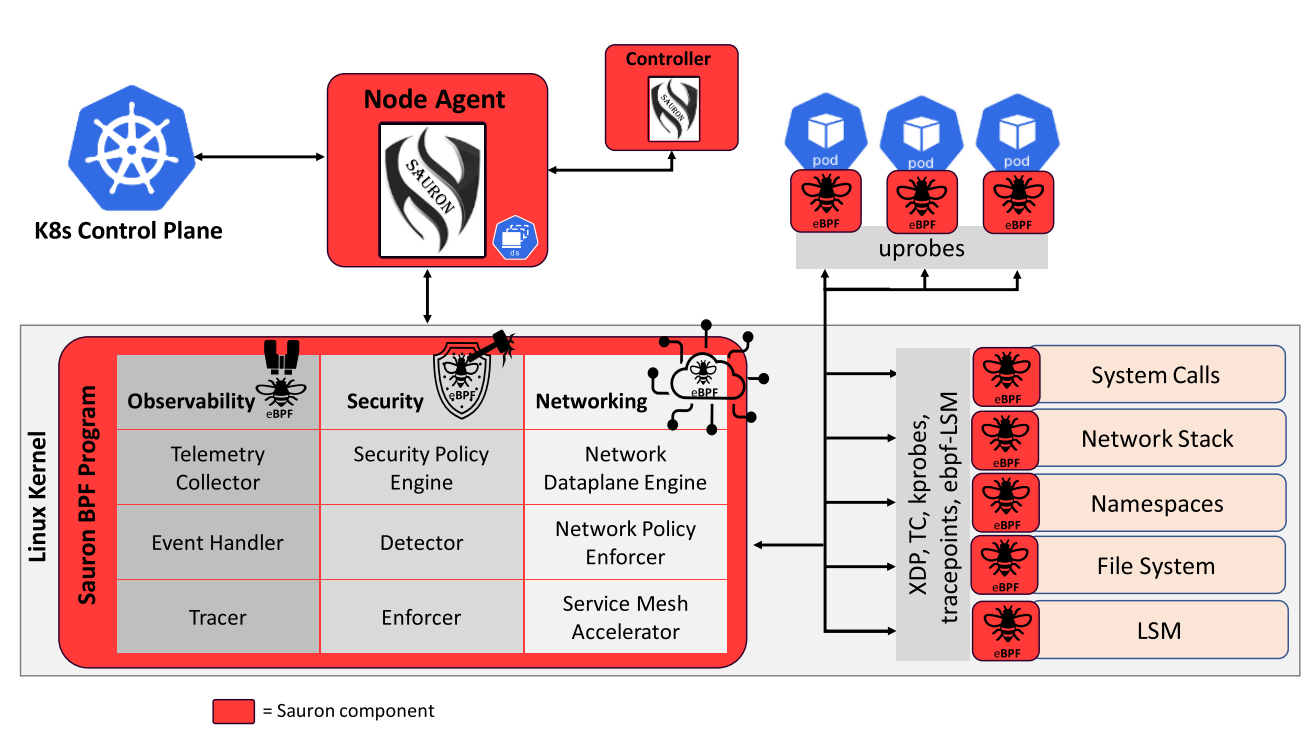 Controller
SAURON
Node Agent
SAURON
ds
K8s Control Plane
pod
pod
pod
eBPF
eBPF
eBPF
uprobes
Linux Kernel
Sauron BPF Program
Observability
eBPF
Security
eBPF
Networking
eBPF
Telemetry
Collector
Security Policy
Engine
Network
Dataplane Engine
Event Handler
Detector
Network Policy
Enforcer
Tracer
Enforcer
Service Mesh
Accelerator
XDP, TC, kprobes,
tracepoints, ebpf-LSM
eBPF
System Calls
eBPF
Network Stack
eBPF
Namespaces
eBPF
File System
eBPF
LSM
= Sauron component